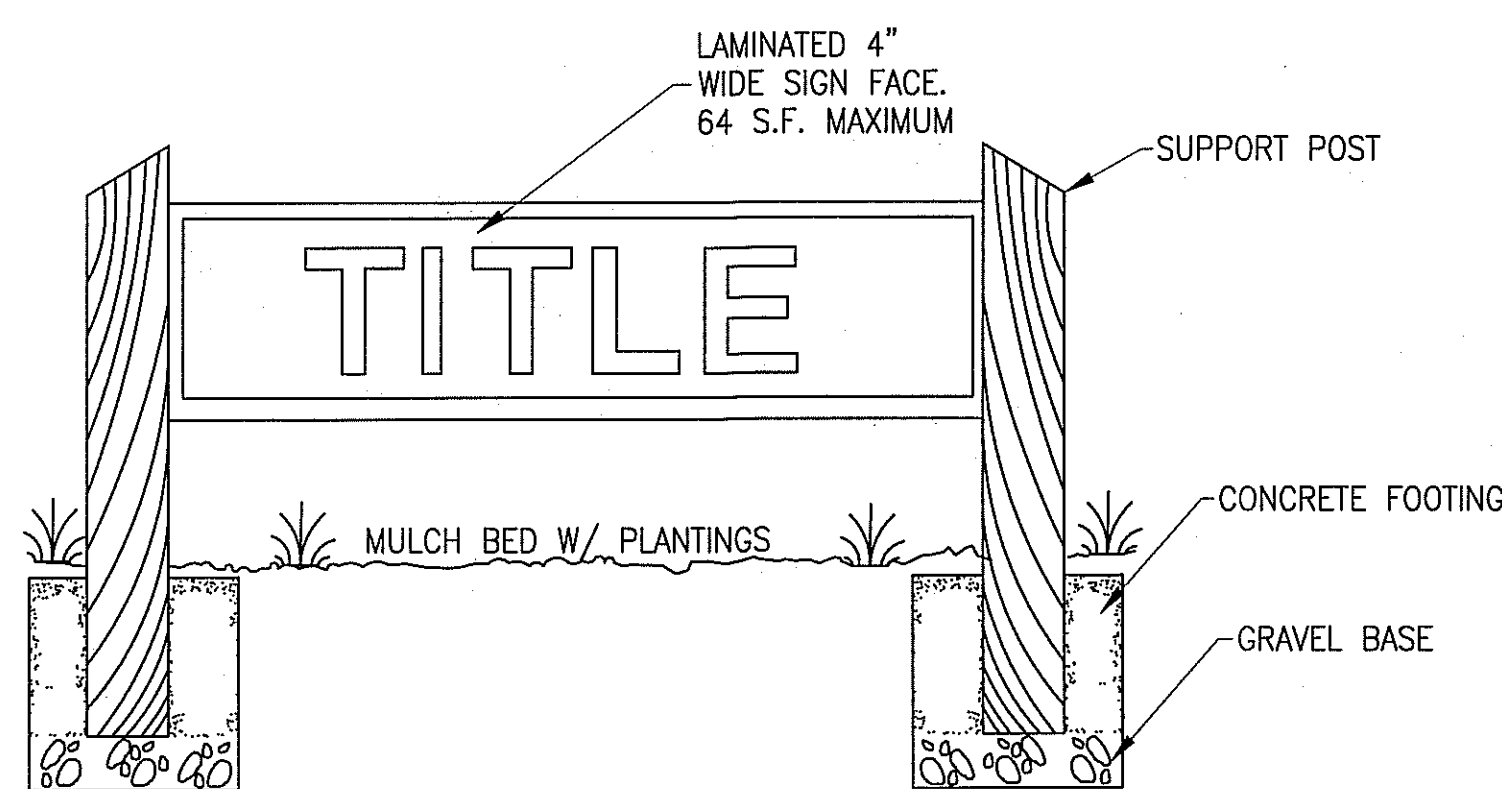 LAMINATED 4"
WIDE SIGN FACE.
64 S.F. MAXIMUM
SUPPORT POST
TITLE
CONCRETE FOOTING
MULCH BED W/ PLANTINGS
GRAVEL BASE